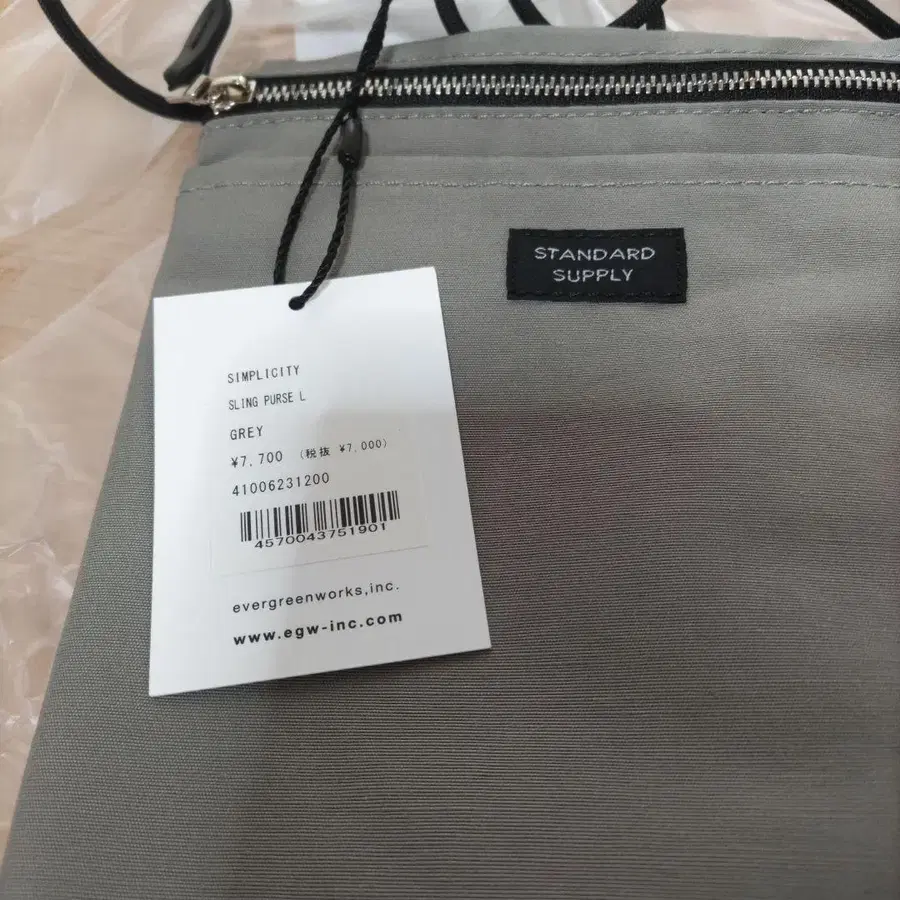 STANDARD
SUPPLY
SIMPLICITY
SLING PURSE L
GREY
¥7,700 (税抜 ¥7,000)
41006231200
4570043751901
evergreenworks,inc.
www.egw-inc.com